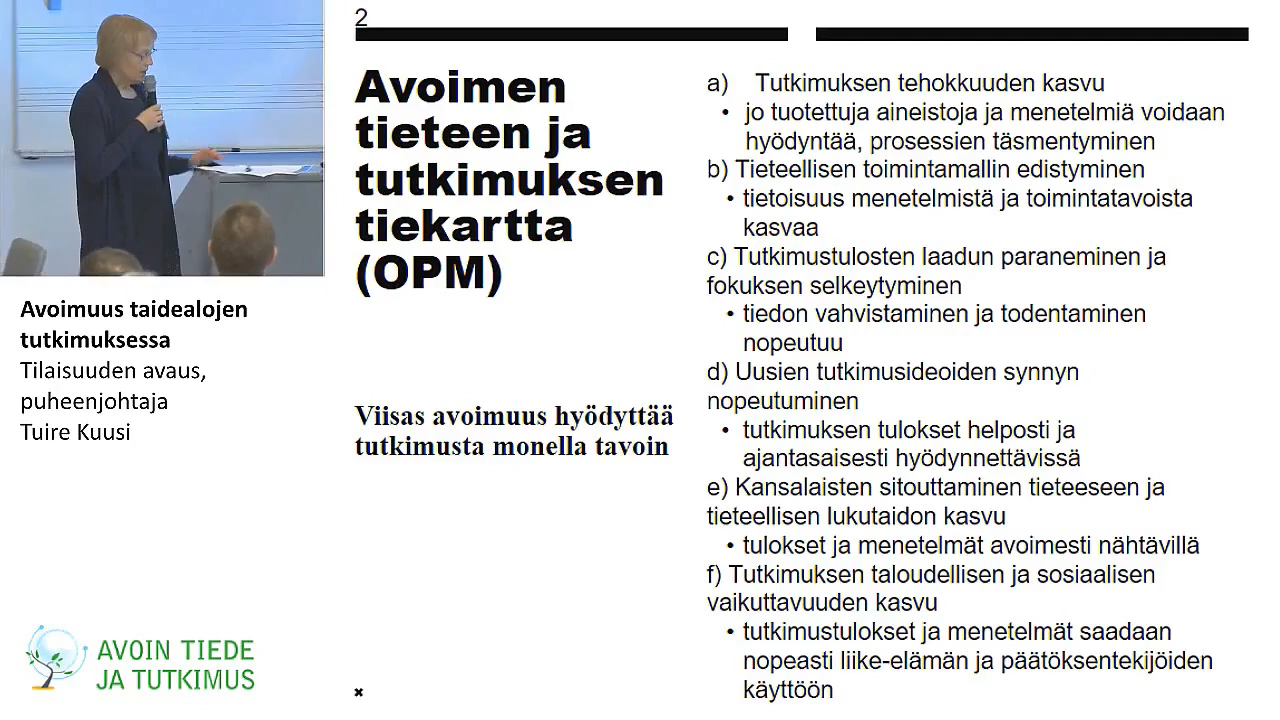 Avoimuus taidealojen
tutkimuksessa
Tilaisuuden avaus,
puheenjohtaja
Tuire Kuusi
AVOIN TIEDE
JA TUTKIMUS
2
Avoimen
tieteen ja
tutkimuksen
tiekartta
(OPM)
Viisas avoimuus hyödyttää
tutkimusta monella tavoin
a) Tutkimuksen tehokkuuden kasvu
• jo tuotettuja aineistoja ja menetelmiä voidaan
hyödyntää, prosessien täsmentyminen
b) Tieteellisen toimintamallin edistyminen
• tietoisuus menetelmistä ja toimintatavoista
kasvaa
c) Tutkimustulosten laadun paraneminen ja
fokuksen selkeytyminen
• tiedon vahvistaminen ja todentaminen
nopeutuu
d) Uusien tutkimusideoiden synnyn
nopeutuminen
• tutkimuksen tulokset helposti ja
ajantasaisesti hyödynnettävissä
e) Kansalaisten sitouttaminen tieteeseen ja
tieteellisen lukutaidon kasvu
• tulokset ja menetelmät avoimesti nähtävillä
f) Tutkimuksen taloudellisen ja sosiaalisen
vaikuttavuuden kasvu
• tutkimustulokset ja menetelmät saadaan
nopeasti liike-elämän ja päätöksentekijöiden
käyttöön